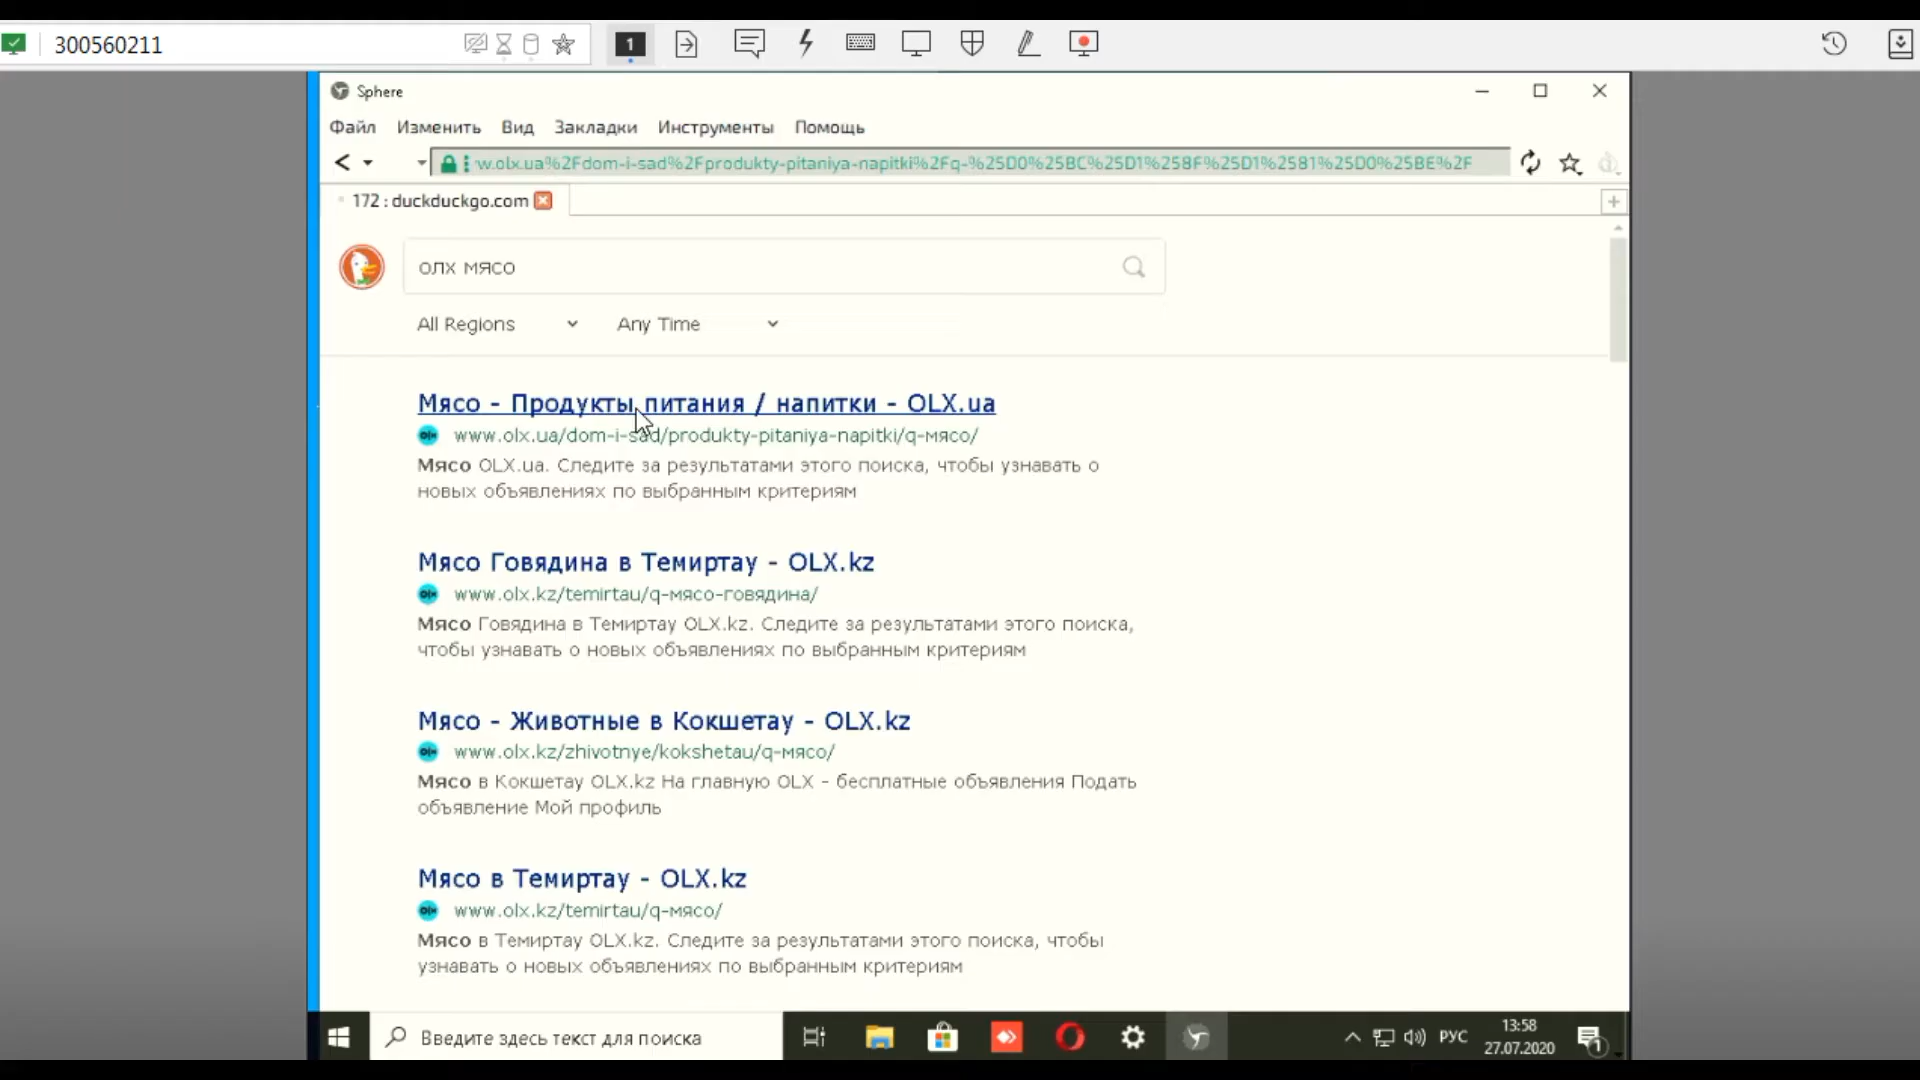 300560211
1
Sphere
Файл Изменить Вид Закладки Инструменты Помощь
w.olx.ua%2Fdom-i-sad%2Fprodukty-pitaniya-napitki%2Fq-%25D0%25BC%25D1%258F%25D1%2581%25D0%25BE%2F
172 : duckduckgo.com
олх мясо
All Regions Any Time
Мясо - Продукты питания / напитки - OLX.ua
www.olx.ua/dom-i-sad/produkty-pitaniya-napitki/q-мясо/
Мясо OLX.ua. Следите за результатами этого поиска, чтобы узнавать о
новых объявлениях по выбранным критериям
Мясо Говядина в Темиртау - OLX.kz
www.olx.kz/temirtau/q-мясо-говядина/
Мясо Говядина в Темиртау OLX.kz. Следите за результатами этого поиска,
чтобы узнавать о новых объявлениях по выбранным критериям
Мясо - Животные в Кокшетау - OLX.kz
www.olx.kz/zhivotnye/kokshetau/q-мясо/
Мясо в Кокшетау OLX.kz На главную OLX - бесплатные объявления Подать
объявление Мой профиль
Мясо в Темиртау - OLX.kz
www.olx.kz/temirtau/q-мясо/
Мясо в Темиртау OLX.kz. Следите за результатами этого поиска, чтобы
узнавать о новых объявлениях по выбранным критериям
Введите здесь текст для поиска
РУС
13:58
27.07.2020
1